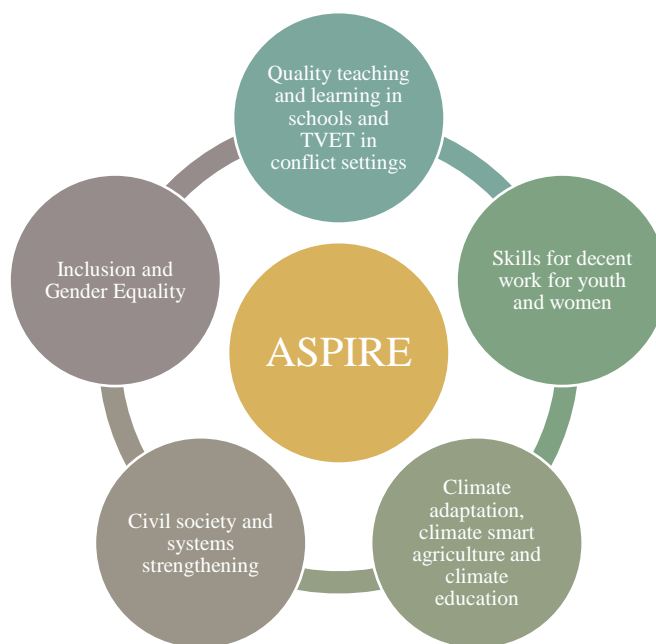 Quality teaching
and learning in
schools and
TVET in
conflict settings
Skills for decent
work for youth
and women
Climate
adaptation,
climate smart
agriculture and
climate
education
Civil society and
systems
strengthening
Inclusion and
Gender Equality
ASPIRE